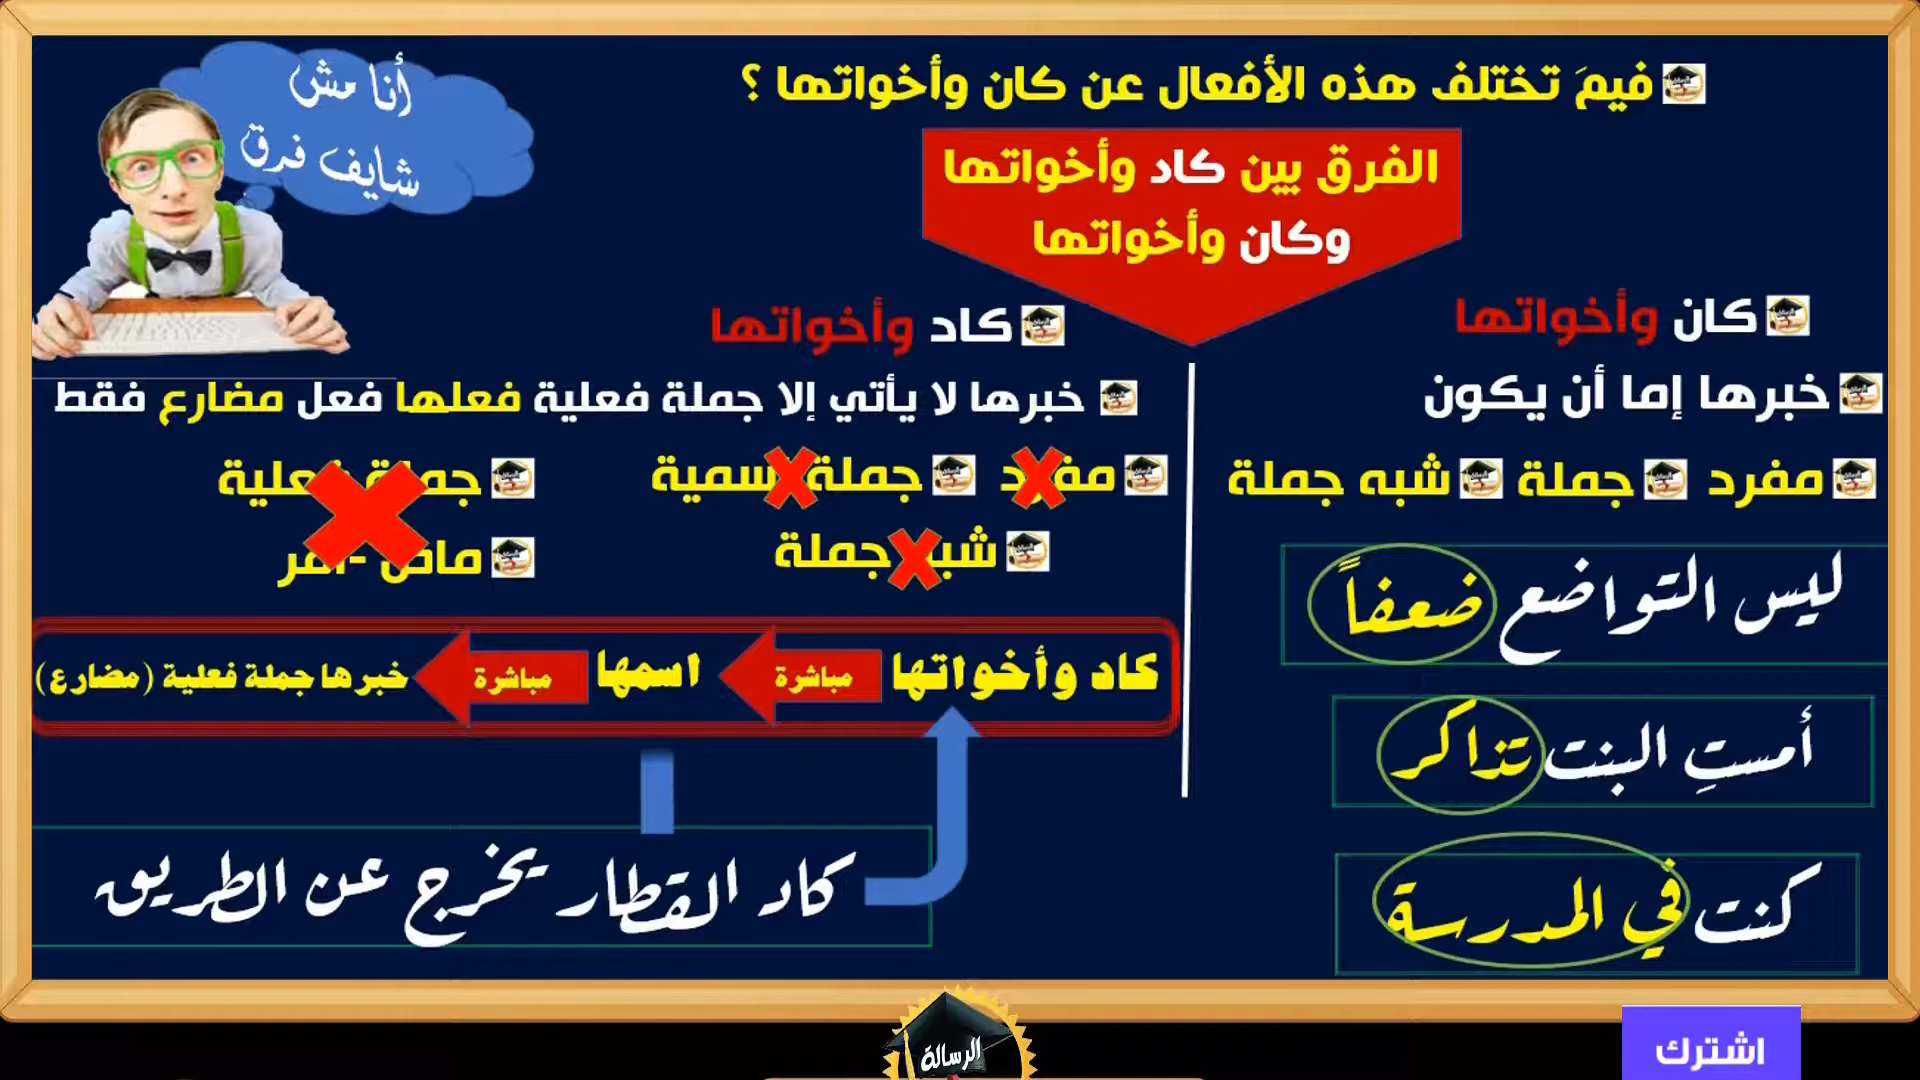 فيمَ تختلف هذه الأفعال عن كان وأخواتها ؟
أنا مش
شايف فرق
الفرق بين كاد وأخواتها
وكان وأخواتها
كان وأخواتها
خبرها إما أن يكون
مفرد جملة شبه جملة
ليس التواضع ضعفاً
أمستِ البنت تذاكر
كنت في المدرسة
كاد وأخواتها
خبرها لا يأتي إلا جملة فعلية فعلها فعل مضارع فقط
مفرد جملة اسمية جملة فعلية
شبه جملة ماض - أمر
كاد وأخواتها مباشرة اسمها مباشرة خبرها جملة فعلية (مضارع)
كاد القطار يخرج عن الطريق
الرسالة
اشترك